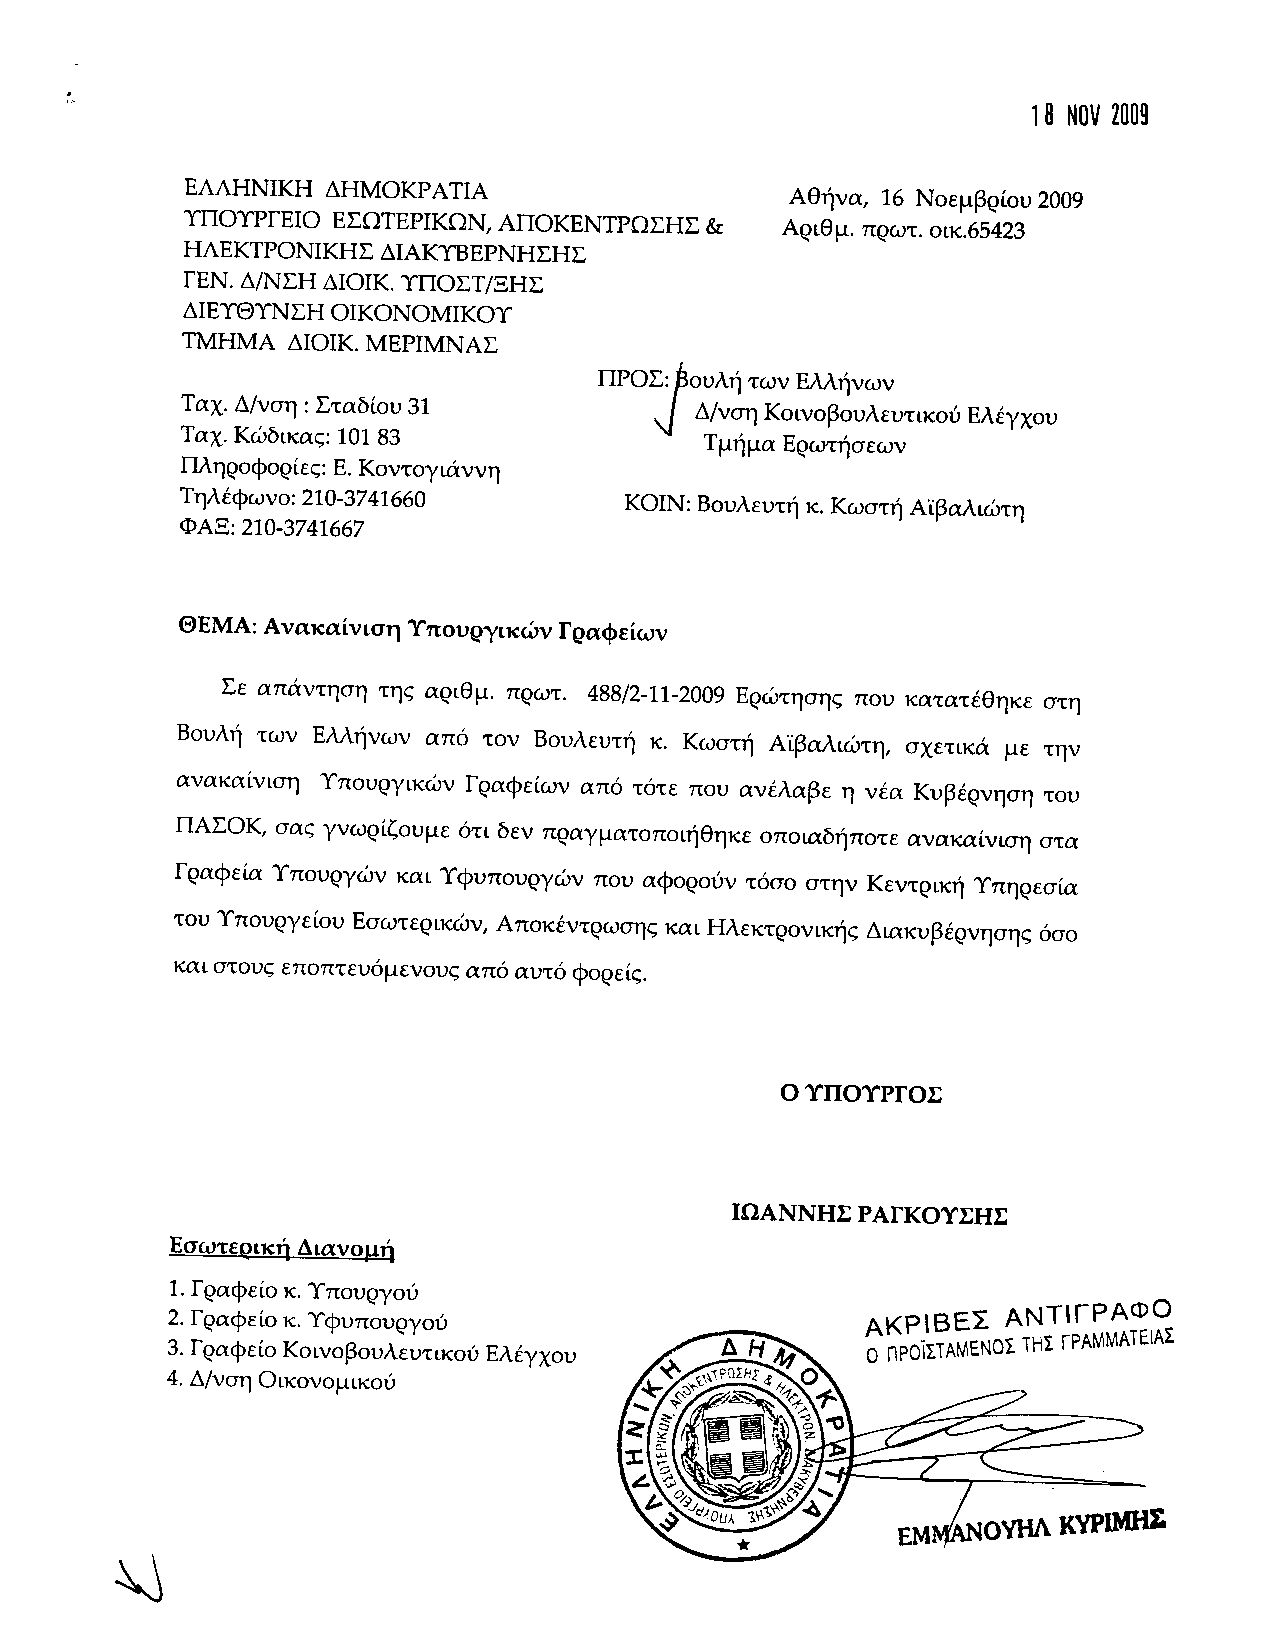 18 NOV 2009
ΕΛΛΗΝΙΚΗ ΔΗΜΟΚΡΑΤΙΑ
ΥΠΟΥΡΓΕΙΟ ΕΣΩΤΕΡΙΚΩΝ, ΑΠΟΚΕΝΤΡΩΣΗΣ &
ΗΛΕΚΤΡΟΝΙΚΗΣ ΔΙΑΚΥΒΕΡΝΗΣΗΣ
ΓΕΝ. Δ/ΝΣΗ ΔΙΟΙΚ. ΥΠΟΣΤ/ΞΗΣ
ΔΙΕΥΘΥΝΣΗ ΟΙΚΟΝΟΜΙΚΟΥ
ΤΜΗΜΑ ΔΙΟΙΚ. ΜΕΡΙΜΝΑΣ
Αθήνα, 16 Νοεμβρίου 2009
Αριθμ. πρωτ. οικ.65423
Ταχ. Δ/νση : Σταδίου 31
Ταχ. Κώδικας: 101 83
Πληροφορίες: Ε. Κοντογιάννη
Τηλέφωνο: 210-3741660
ΦΑΞ: 210-3741667
ΠΡΟΣ: Βουλή των Ελλήνων
Δ/νση Κοινοβουλευτικού Ελέγχου
Τμήμα Ερωτήσεων
ΚΟΙΝ: Βουλευτή κ. Κωστή Αϊβαλιώτη
ΘΕΜΑ: Ανακαίνιση Υπουργικών Γραφείων
Σε απάντηση της αριθμ. πρωτ. 488/2-11-2009 Ερώτησης που κατατέθηκε στη
Βουλή των Ελλήνων από τον Βουλευτή κ. Κωστή Αϊβαλιώτη, σχετικά με την
ανακαίνιση Υπουργικών Γραφείων από τότε που ανέλαβε η νέα Κυβέρνηση του
ΠΑΣΟΚ, σας γνωρίζουμε ότι δεν πραγματοποιήθηκε οποιαδήποτε ανακαίνιση στα
Γραφεία Υπουργών και Υφυπουργών που αφορούν τόσο στην Κεντρική Υπηρεσία
του Υπουργείου Εσωτερικών, Αποκέντρωσης και Ηλεκτρονικής Διακυβέρνησης όσο
και στους εποπτευόμενους από αυτό φορείς.
Ο ΥΠΟΥΡΓΟΣ
ΙΩΑΝΝΗΣ ΡΑΓΚΟΥΣΗΣ
Εσωτερική Διανομή
1. Γραφείο κ. Υπουργού
2. Γραφείο κ. Υφυπουργού
3. Γραφείο Κοινοβουλευτικού Ελέγχου
4. Δ/νση Οικονομικού
ΑΚΡΙΒΕΣ ΑΝΤΙΓΡΑΦΟ
Ο ΠΡΟΪΣΤΑΜΕΝΟΣ ΤΗΣ ΓΡΑΜΜΑΤΕΙΑΣ
ΕΛΛΗΝΙΚΗ ΔΗΜΟΚΡΑΤΙΑ
ΥΠΟΥΡΓΕΙΟ ΕΣΩΤΕΡΙΚΩΝ, ΑΠΟΚΕΝΤΡΩΣΗΣ & ΗΛΕΚΤΡΟΝ. ΔΙΑΚΥΒΕΡΝΗΣΗΣ
ΕΜΜΑΝΟΥΗΛ ΚΥΡΙΜΗΣ